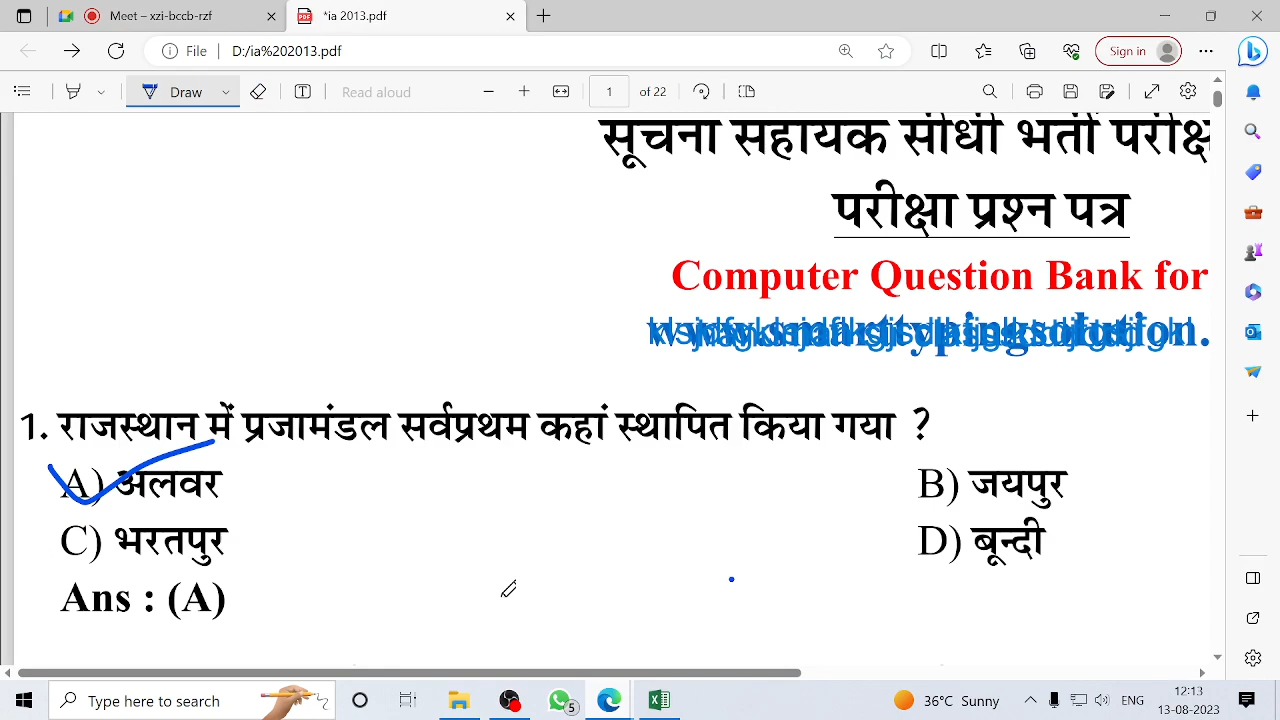 Meet – xzi-bcdb-rzf
*ia 2013.pdf
File D:/ia%202013.pdf Sign in
Draw Read aloud 1 of 22
सूचना सहायक सीधी भर्ती परीक्ष
परीक्षा प्रश्न पत्र
Computer Question Bank for
1. राजस्थान में प्रजामंडल सर्वप्रथम कहां स्थापित किया गया ?
A) अलवर B) जयपुर
C) भरतपुर D) बून्दी
Ans : (A)
Type here to search 5 36°C Sunny ENG 12:13
13-08-2023